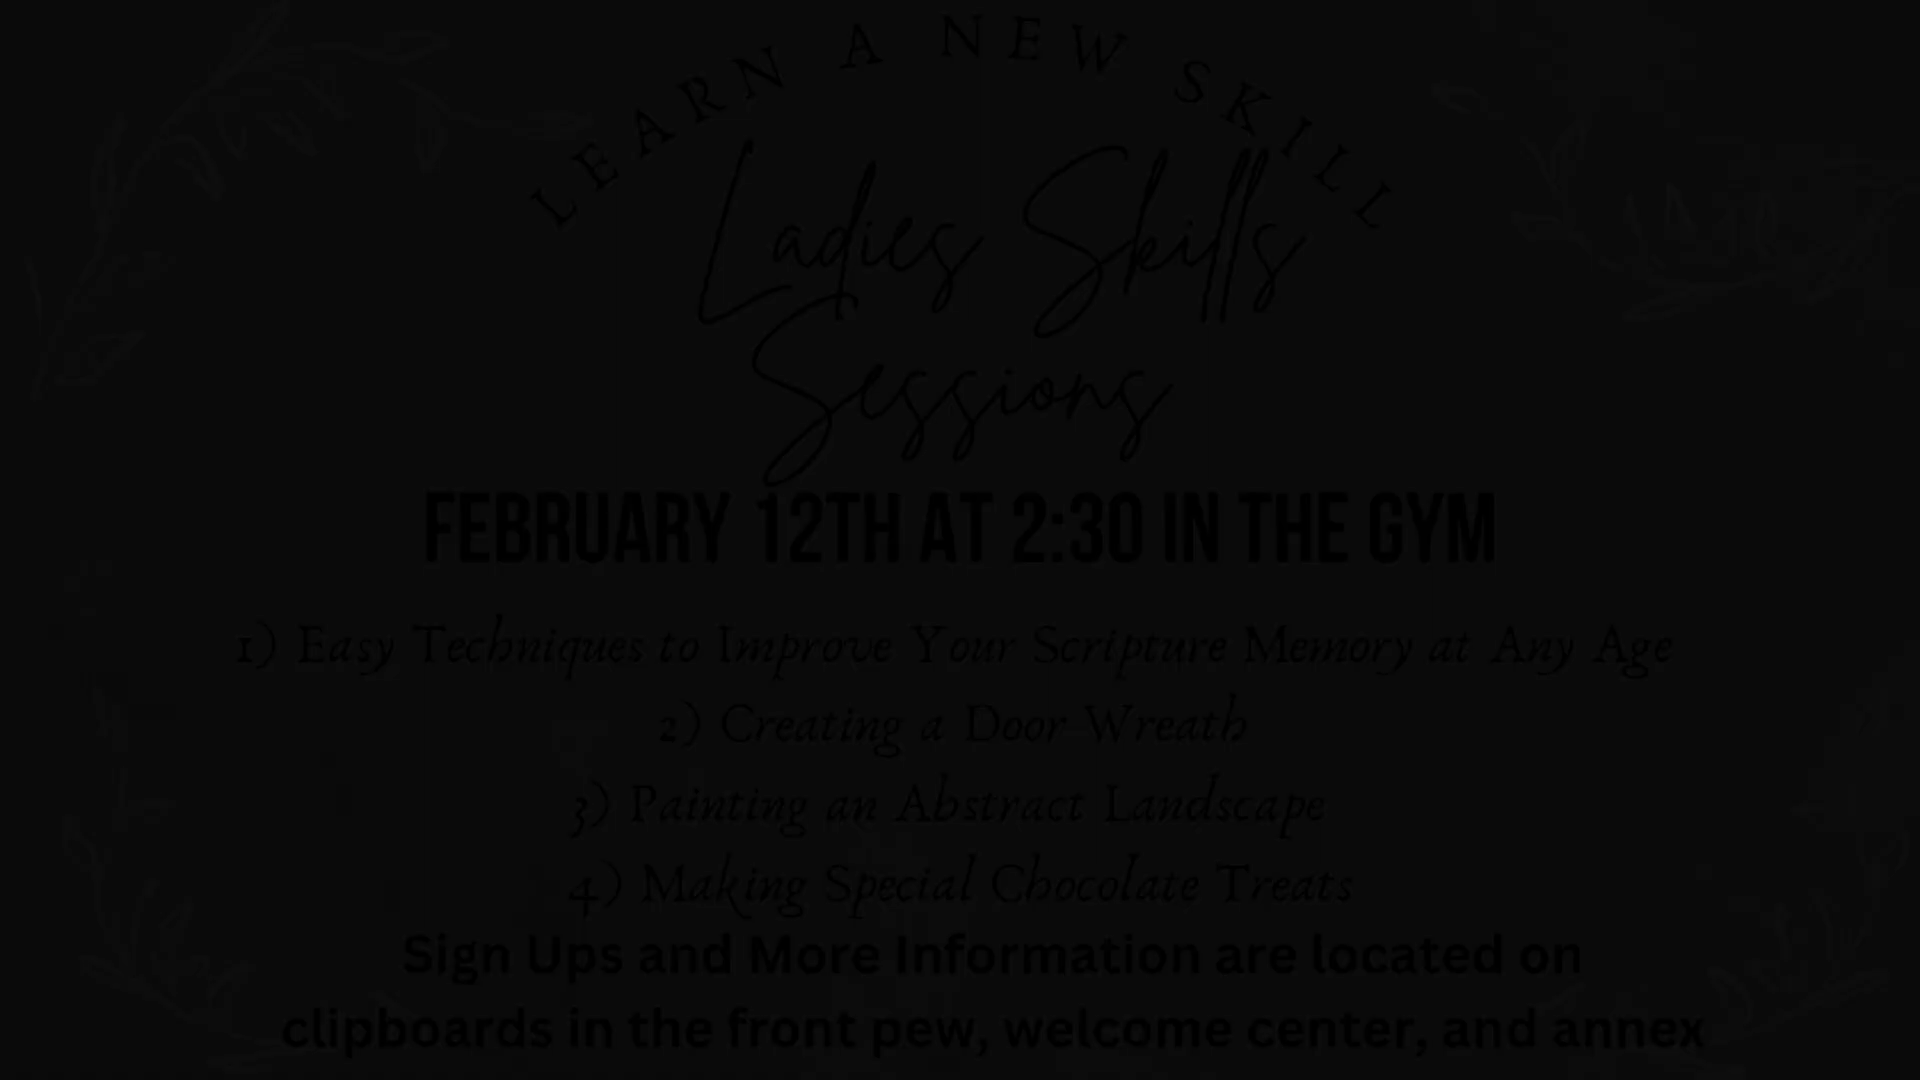 LEARN A NEW SKILL
Ladies Skills
Sessions
FEBRUARY 12TH AT 2:30 IN THE GYM
1) Easy Techniques to Improve Your Scripture Memory at Any Age
2) Creating a Door Wreath
3) Painting an Abstract Landscape
4) Making Special Chocolate Treats
Sign Ups and More Information are located on
clipboards in the front pew, welcome center, and annex